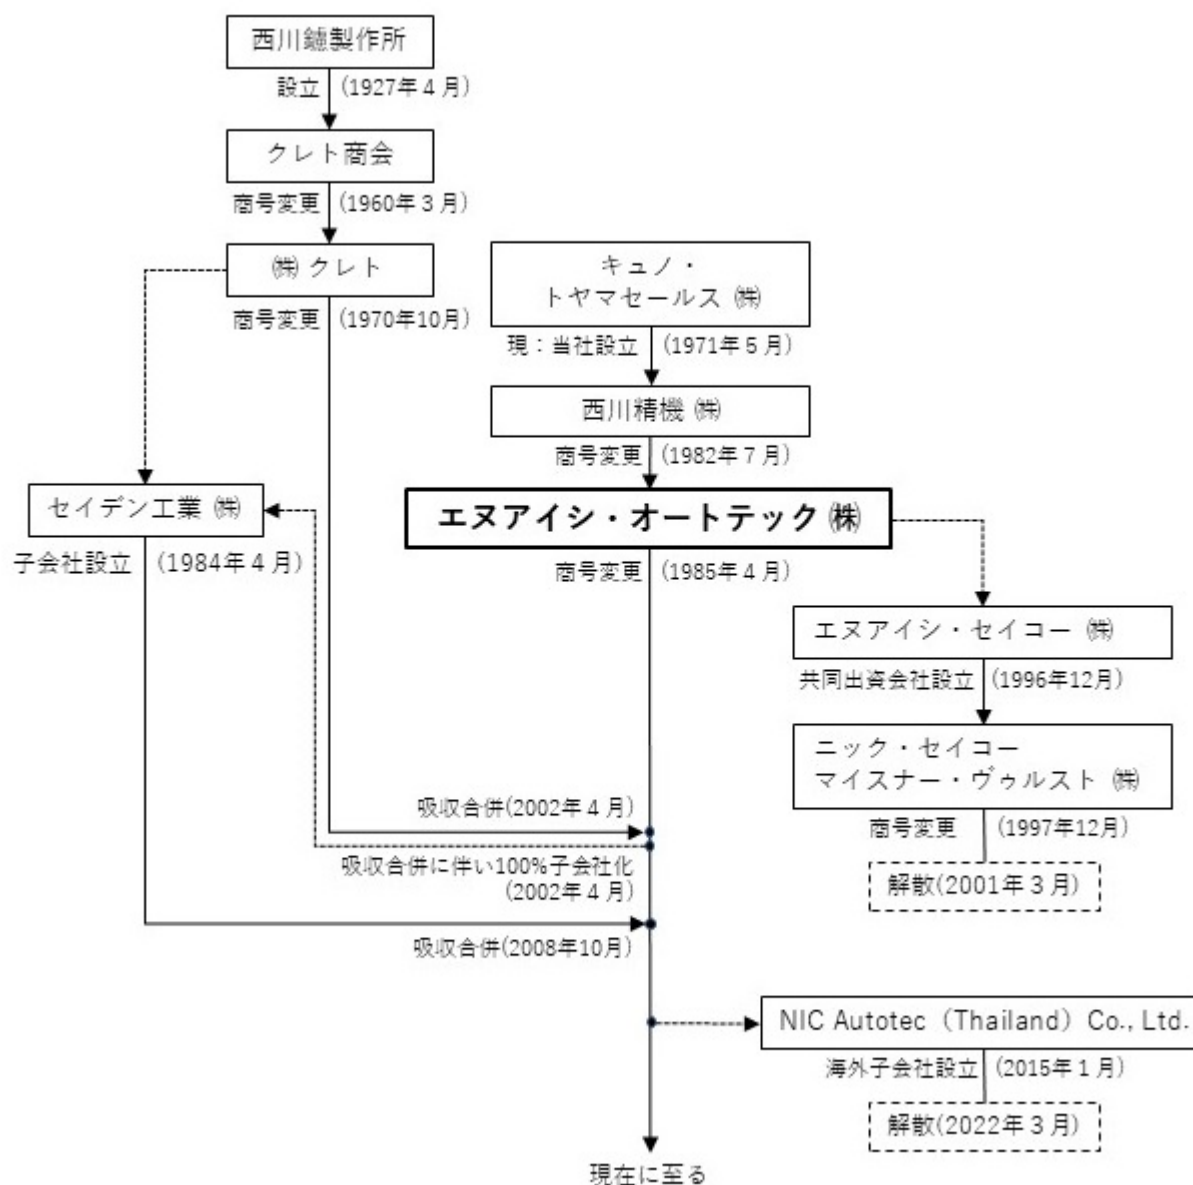 西川鑢製作所
設立 (1927年４月)
クレト商会
商号変更 (1960年３月)
㈱クレト
商号変更 (1970年10月)
キュノ・
トヤマセールス ㈱
現：当社設立 (1971年５月)
西川精機 ㈱
商号変更 (1982年７月)
セイデン工業 ㈱
子会社設立 (1984年４月)
エヌアイシ・オートテック ㈱
商号変更 (1985年４月)
エヌアイシ・セイコー ㈱
共同出資会社設立 (1996年12月)
ニック・セイコー
マイスナー・ヴゥルスト ㈱
商号変更 (1997年12月)
解散(2001年３月)
吸収合併(2002年４月)
吸収合併に伴い100%子会社化
(2002年４月)
吸収合併(2008年10月)
NIC Autotec（Thailand）Co., Ltd.
海外子会社設立 (2015年１月)
解散(2022年３月)
現在に至る